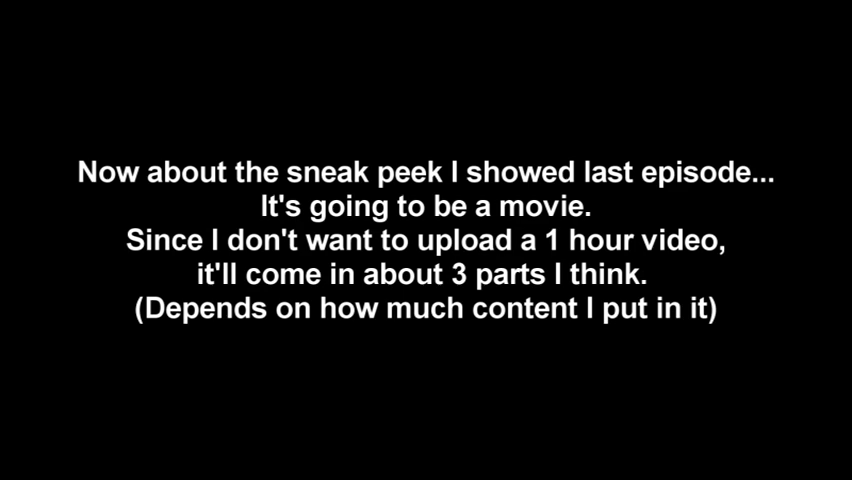 Now about the sneak peek I showed last episode...
It's going to be a movie.
Since I don't want to upload a 1 hour video,
it'll come in about 3 parts I think.
(Depends on how much content I put in it)